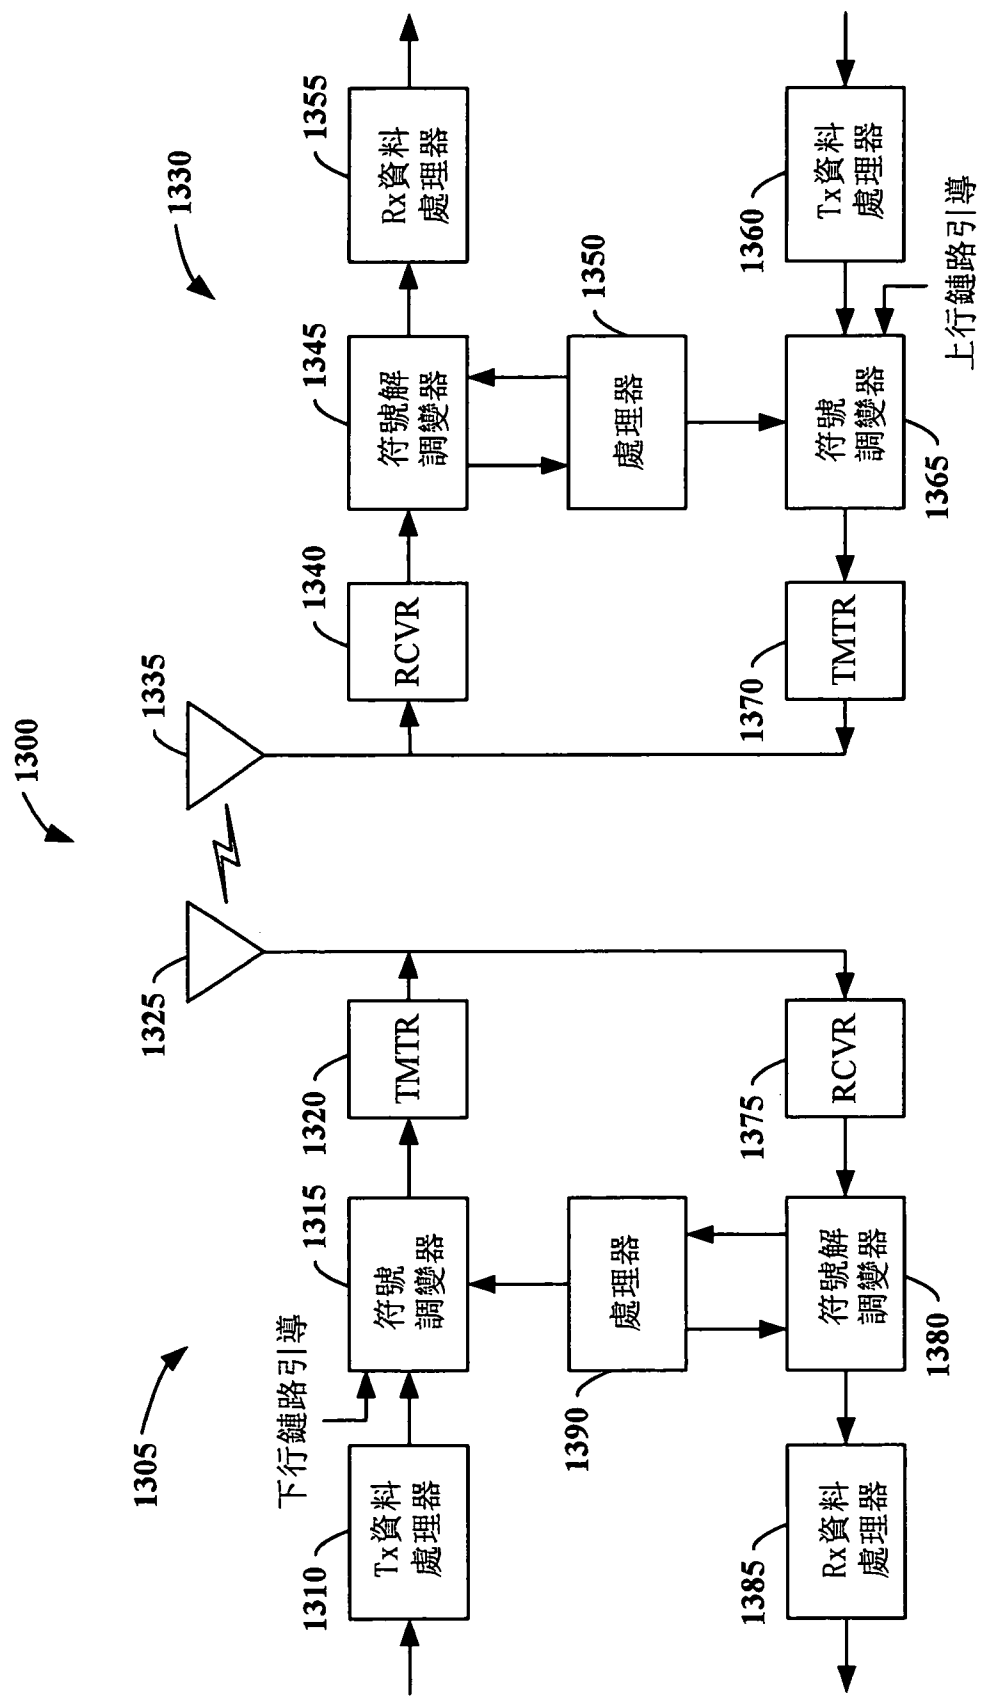 1300
1305
1330
1325
1335
下行鏈路引導
1310
Tx資料
處理器
1315
符號
調變器
1320
TMTR
1340
RCVR
1345
符號解
調變器
1355
Rx資料
處理器
1390
處理器
1350
處理器
1385
Rx資料
處理器
1380
符號解
調變器
1375
RCVR
1370
TMTR
1365
符號
調變器
1360
Tx資料
處理器
上行鏈路引導